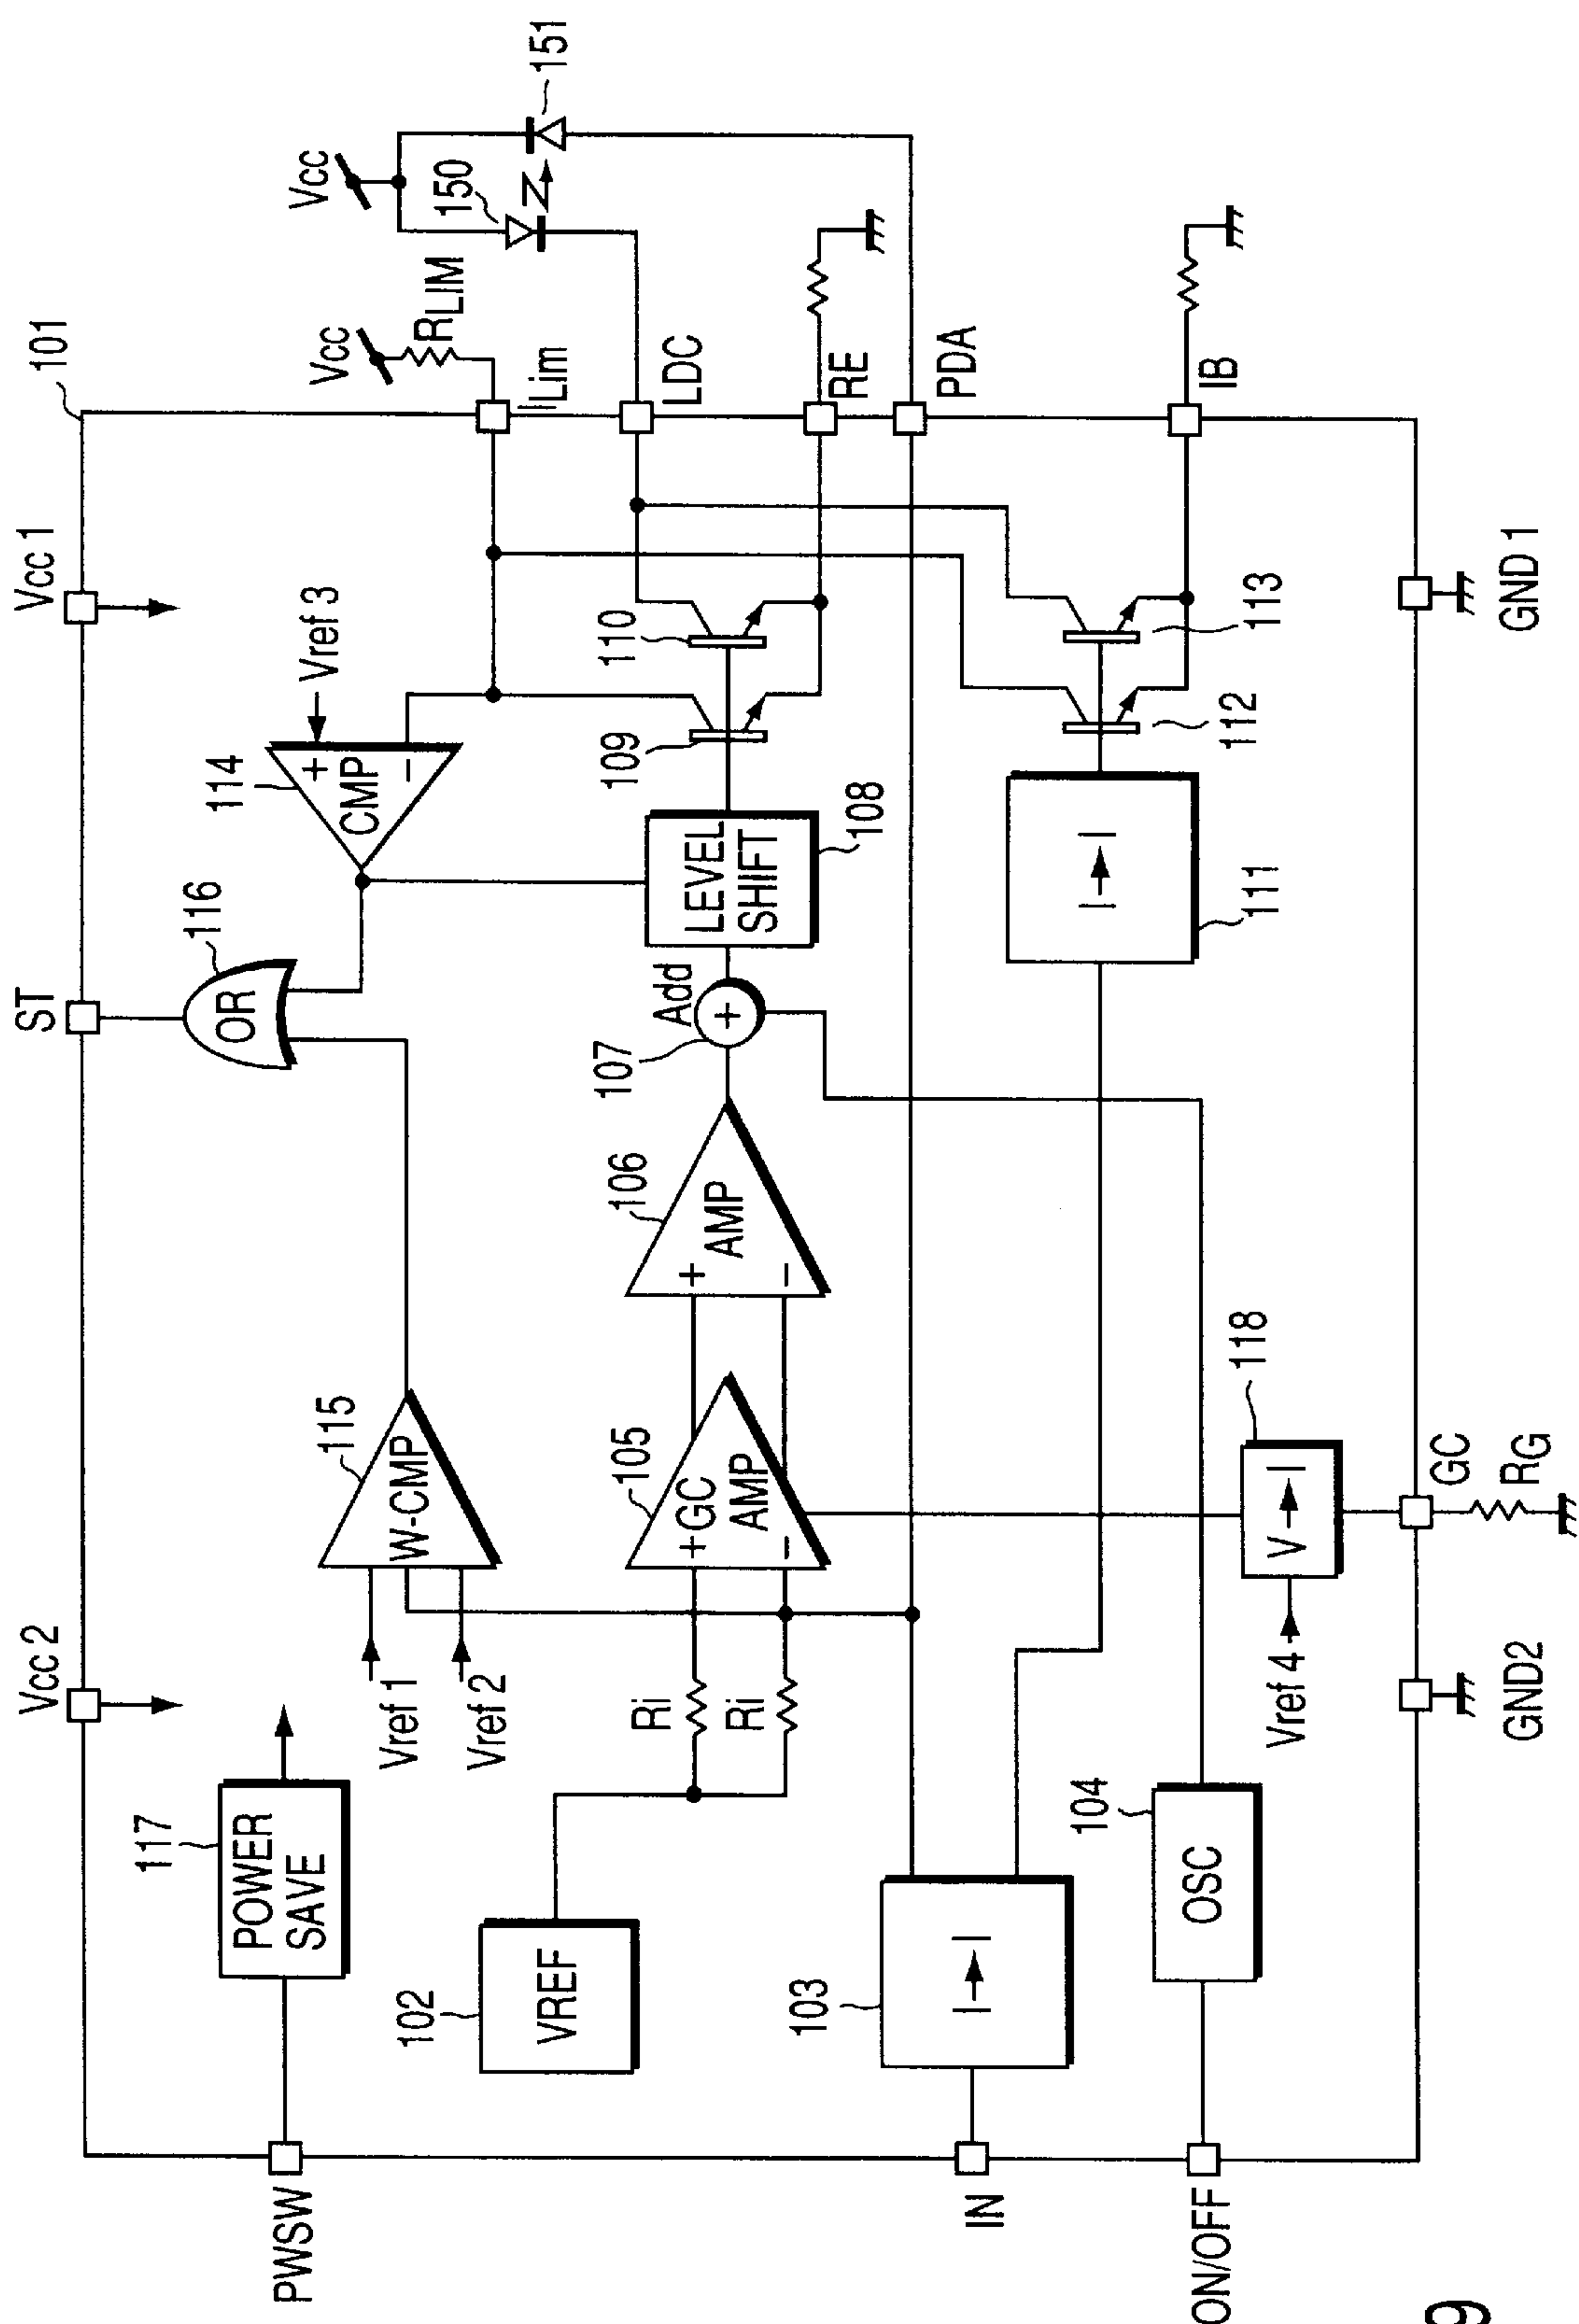 Vcc 2
ST
Vcc 1
101
PWSW
117
POWER
SAVE
115
W-CMP
Vref 1
Vref 2
116
OR
114
+
CMP
−
Vref 3
Vcc
RLIM
ILim
Vcc
150
151
LDC
102
VREF
Ri
Ri
105
+GC
AMP
−
106
+
AMP
−
107
Add
+
LEVEL
SHIFT
108
109
110
RE
PDA
IN
103
I→I
111
I→I
112
113
IB
ON/OFF
104
OSC
Vref 4
V→I
118
GND2
GC
RG
GND 1
9